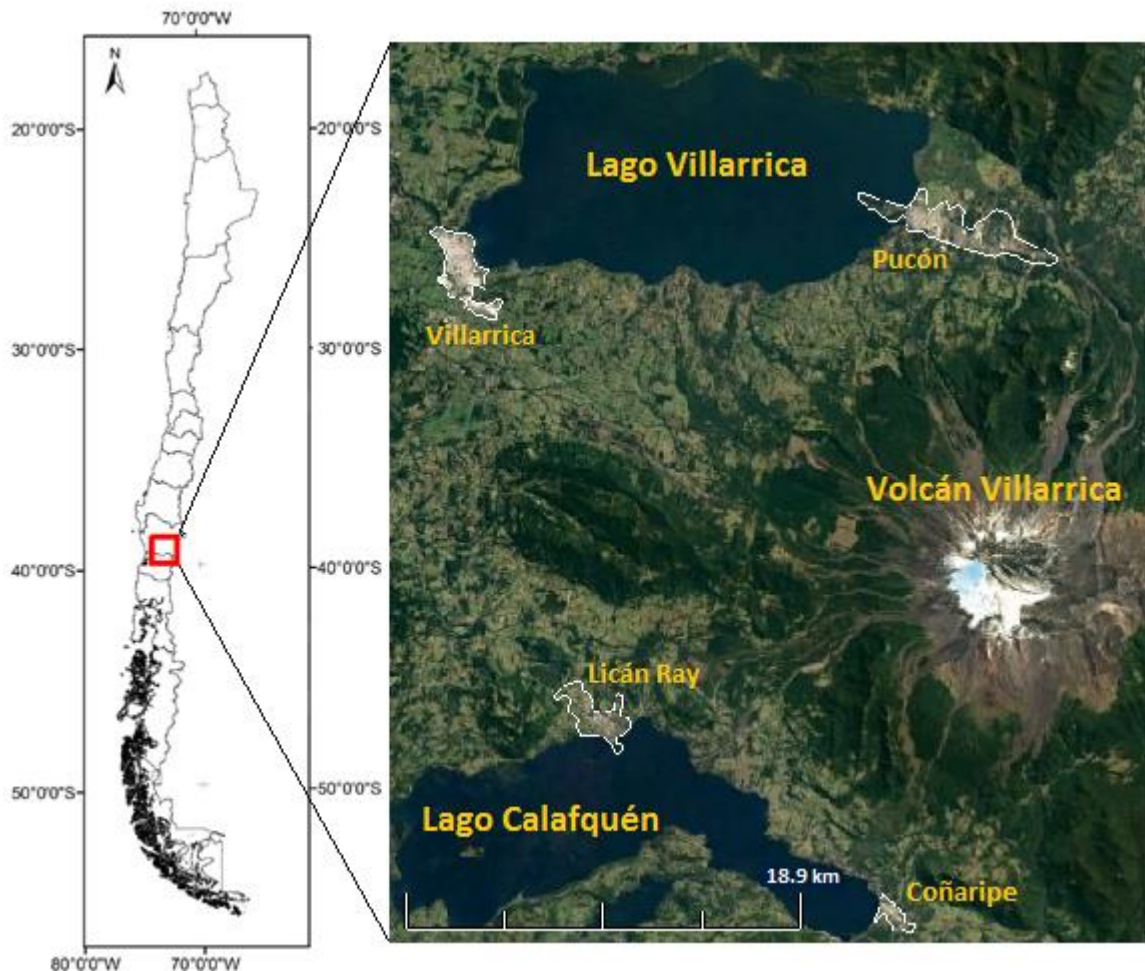 70°0'0"W
N
20°0'0"S
20°0'0"S
30°0'0"S
30°0'0"S
40°0'0"S
40°0'0"S
50°0'0"S
50°0'0"S
80°0'0"W
70°0'0"W
Lago Villarrica
Pucón
Villarrica
Volcán Villarrica
Licán Ray
Lago Calafquén
18.9 km
Coñaripe